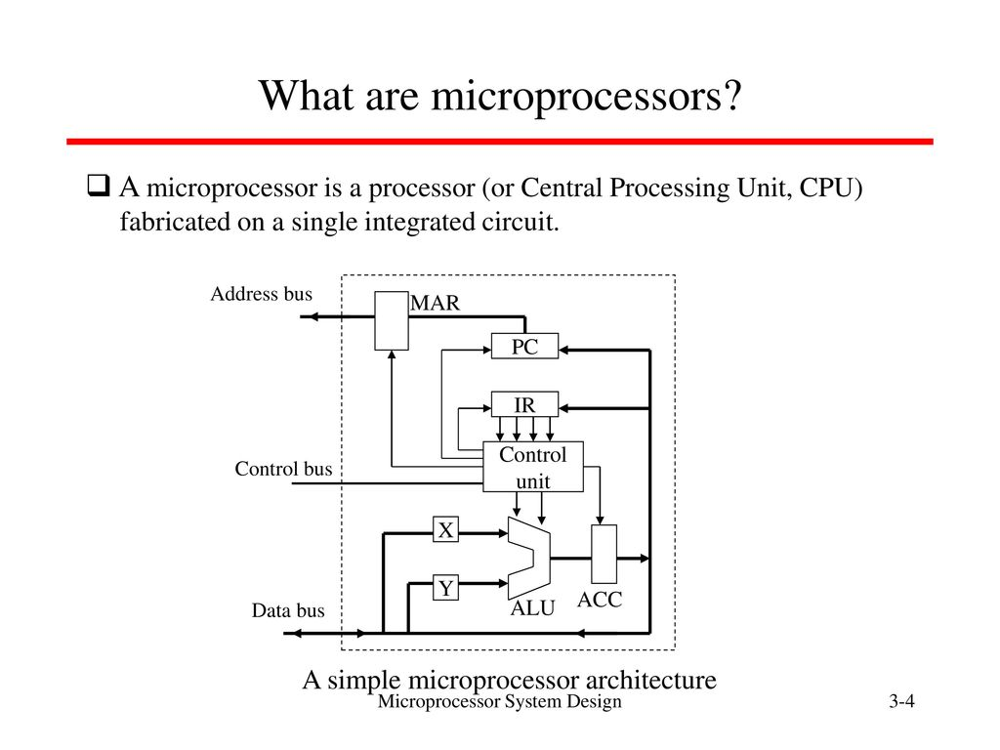 What are microprocessors?
❑ A microprocessor is a processor (or Central Processing Unit, CPU)
fabricated on a single integrated circuit.
Address bus
MAR
PC
IR
Control
unit
Control bus
X
Y
ALU
ACC
Data bus
A simple microprocessor architecture
Microprocessor System Design
3-4